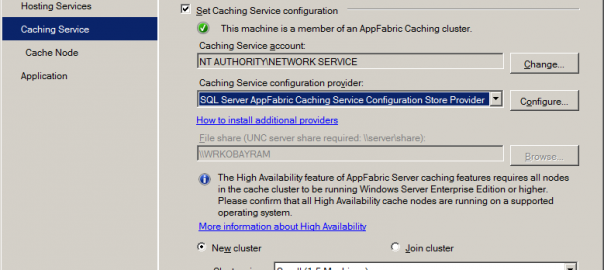 Hosting Services
Caching Service
Cache Node
Application
Set Caching Service configuration
This machine is a member of an AppFabric Caching cluster.
Caching Service account:
NT AUTHORITY\NETWORK SERVICE
Change...
Caching Service configuration provider:
SQL Server AppFabric Caching Service Configuration Store Provider
Configure...
How to install additional providers
File share (UNC server share required: \\server\share):
\\WRKOBAYRAM
Browse...
The High Availability feature of AppFabric Server caching features requires all nodes
in the cache cluster to be running Windows Server Enterprise Edition or higher.
Please confirm that all High Availability cache nodes are running on a supported
operating system.
More information about High Availability
New cluster
Join cluster